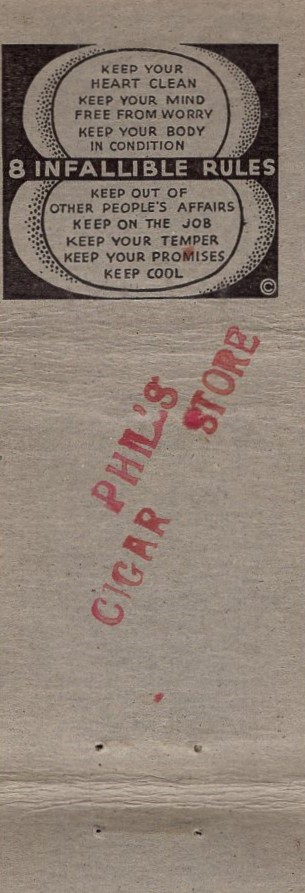 KEEP YOUR
HEART CLEAN
KEEP YOUR MIND
FREE FROM WORRY
KEEP YOUR BODY
IN CONDITION
8 INFALLIBLE RULES
KEEP OUT OF
OTHER PEOPLE'S AFFAIRS
KEEP ON THE JOB
KEEP YOUR TEMPER
KEEP YOUR PROMISES
KEEP COOL
©
PHIL'S
CIGAR STORE